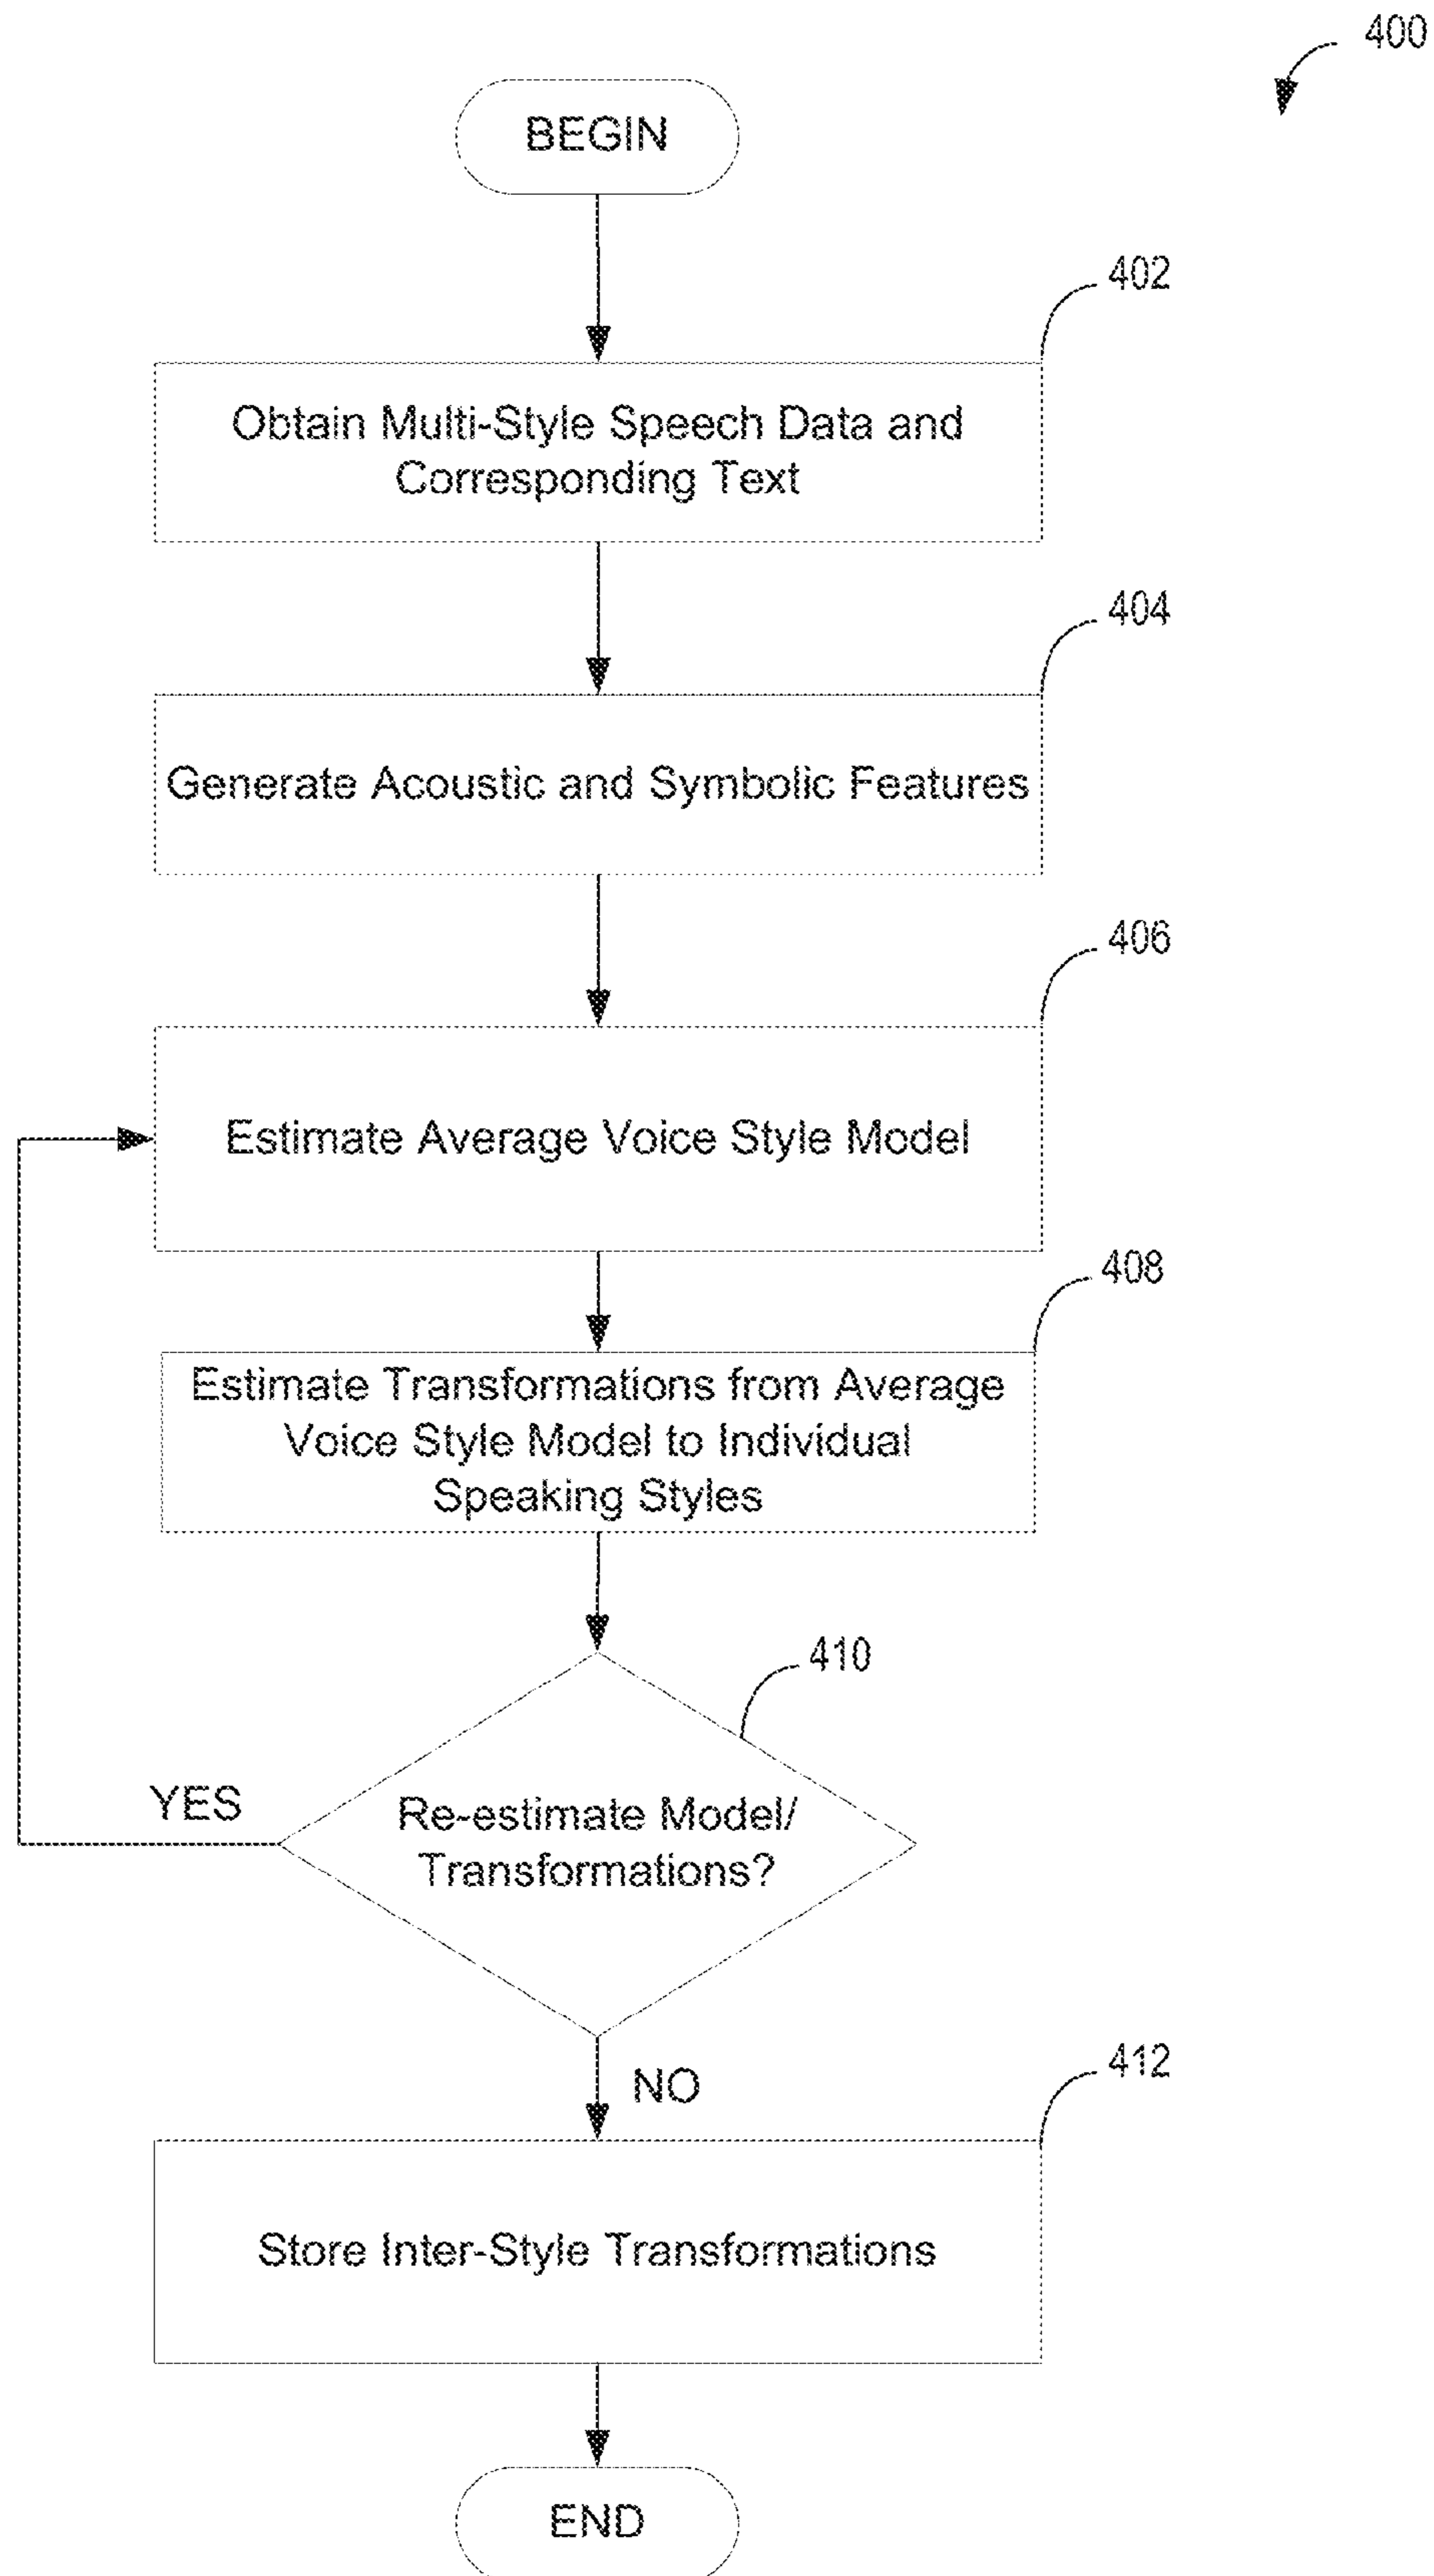 400
BEGIN
402
Obtain Multi-Style Speech Data and
Corresponding Text
404
Generate Acoustic and Symbolic Features
406
Estimate Average Voice Style Model
408
Estimate Transformations from Average
Voice Style Model to Individual
Speaking Styles
410
YES
Re-estimate Model/
Transformations?
NO
412
Store Inter-Style Transformations
END